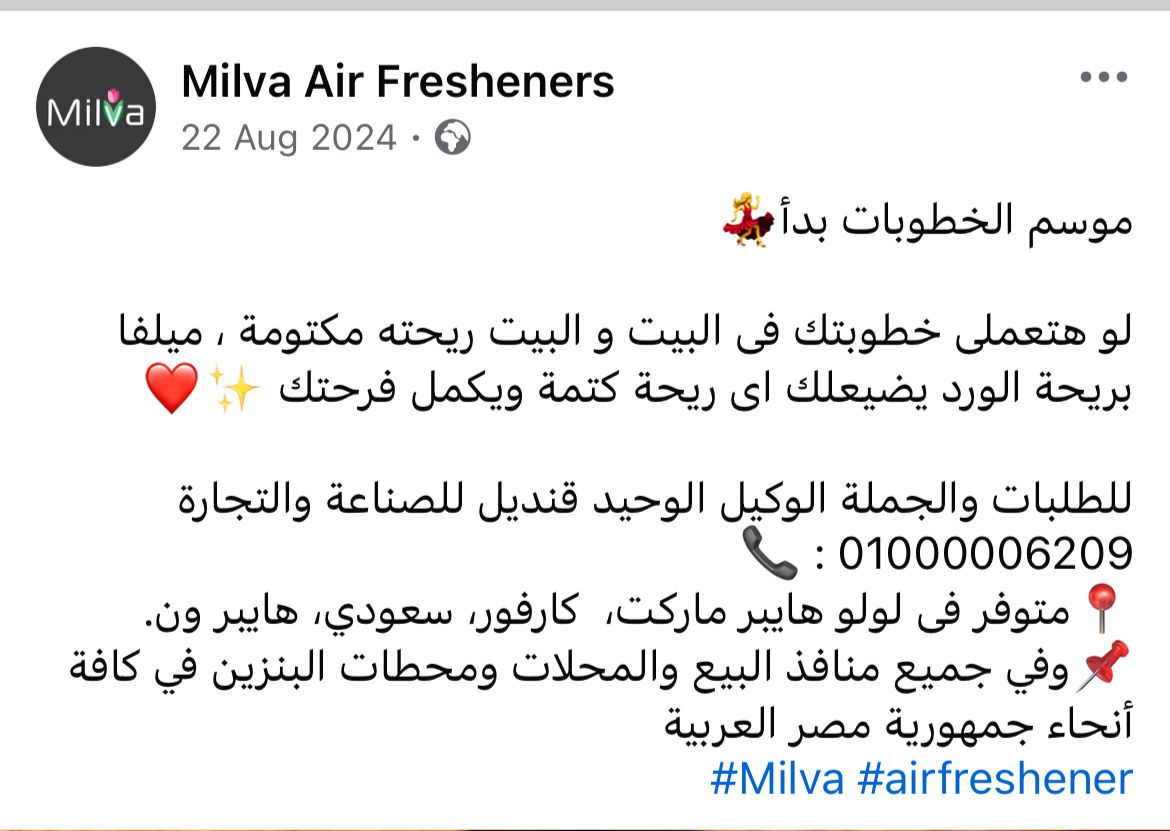 Milva
Milva Air Fresheners
22 Aug 2024 ·
موسم الخطوبات بدأ💃
لو هتعملى خطوبتك فى البيت و البيت ريحته مكتومة ، ميلفا
بريحة الورد يضيعلك اى ريحة كتمة ويكمل فرحتك ✨❤️
للطلبات والجملة الوكيل الوحيد قنديل للصناعة والتجارة
01000006209 : 📞
📍 متوفر فى لولو هايبر ماركت، كارفور، سعودي، هايبر ون.
📌وفي جميع منافذ البيع والمحلات ومحطات البنزين في كافة
أنحاء جمهورية مصر العربية
#Milva #airfreshener